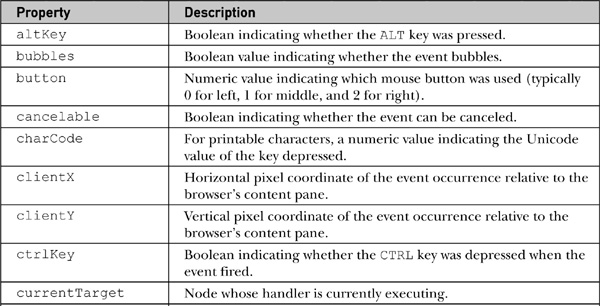 Property Description
altKey Boolean indicating whether the ALT key was pressed.
bubbles Boolean value indicating whether the event bubbles.
button Numeric value indicating which mouse button was used (typically
0 for left, 1 for middle, and 2 for right).
cancelable Boolean indicating whether the event can be canceled.
charCode For printable characters, a numeric value indicating the Unicode
value of the key depressed.
clientX Horizontal pixel coordinate of the event occurrence relative to the
browser’s content pane.
clientY Vertical pixel coordinate of the event occurrence relative to the
browser’s content pane.
ctrlKey Boolean indicating whether the CTRL key was depressed when the
event fired.
currentTarget Node whose handler is currently executing.